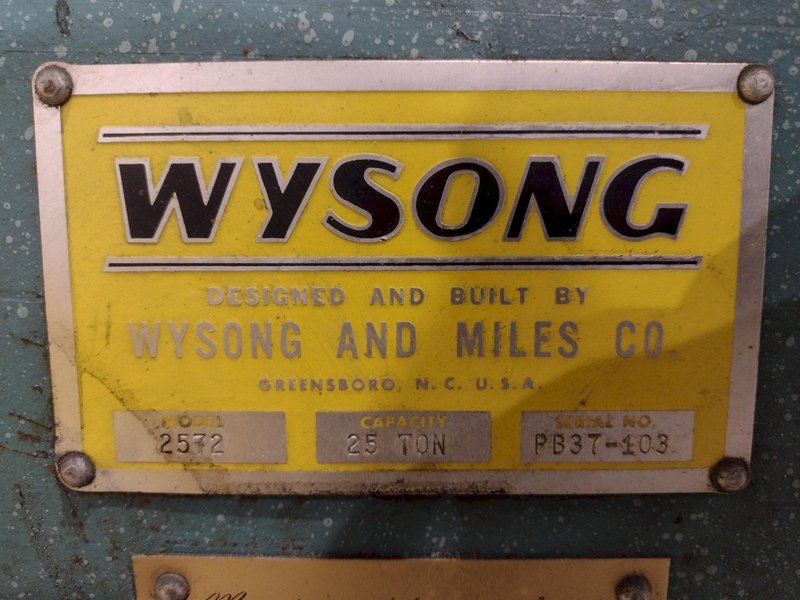 WYSONG
DESIGNED AND BUILT BY
WYSONG AND MILES CO.
GREENSBORO, N.C. U.S.A.
MODEL CAPACITY SERIAL NO.
2572 25 TON PB37-103